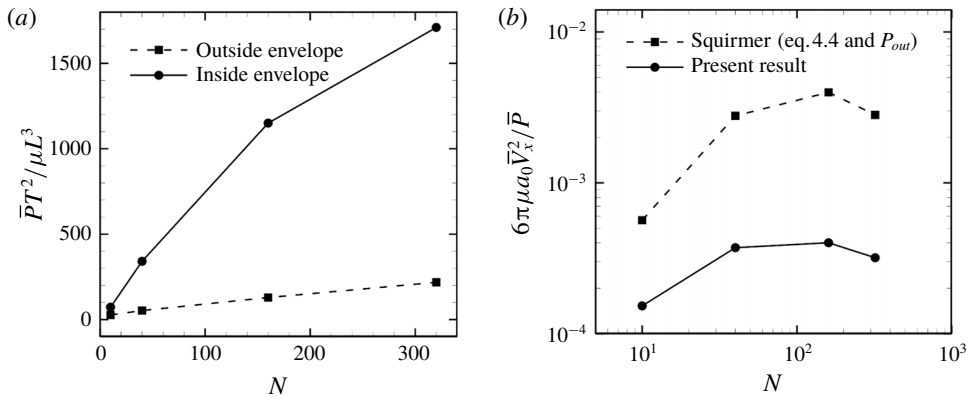 (a)
1500
1000
500
0
P̅T²/μL³
Outside envelope
Inside envelope
0 100 200 300
N
(b)
10⁻²
10⁻³
10⁻⁴
6πμa₀V̅ₓ²/P̅
Squirmer (eq. 4.4 and P_out)
Present result
10¹ 10² 10³
N